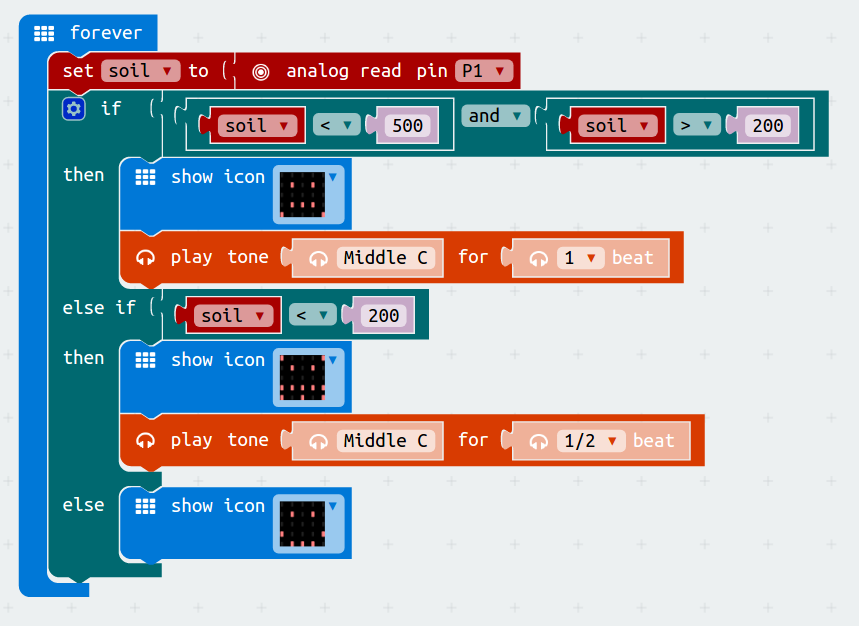 forever
set soil to analog read pin P1
if soil < 500 and soil > 200
then show icon
play tone Middle C for 1 beat
else if soil < 200
then show icon
play tone Middle C for 1/2 beat
else show icon